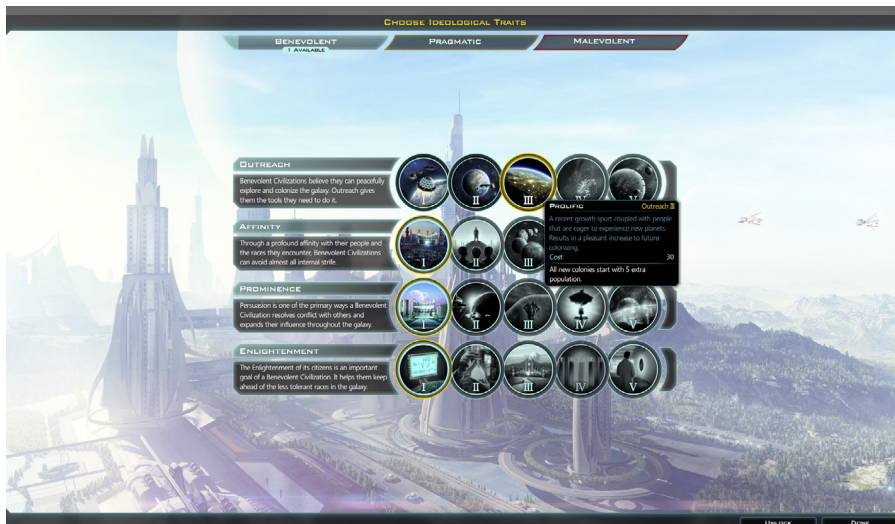 CHOOSE IDEOLOGICAL TRAITS
BENEVOLENT
1 AVAILABLE
PRAGMATIC
MALEVOLENT
OUTREACH
Benevolent Civilizations believe they can peacefully
explore and colonize the galaxy. Outreach gives
them the tools they need to do it.
I
II
III
IV
V
PROLIFIC
Outreach III
A recent growth spurt coupled with people
that are eager to experience new planets.
Results in a pleasant increase to future
colonizing.
Cost
30
All new colonies start with 5 extra
population.
AFFINITY
Through a profound affinity with their people and
the races they encounter, Benevolent Civilizations
can avoid almost all internal strife.
I
II
III
PROMINENCE
Persuasion is one of the primary ways a Benevolent
Civilization resolves conflict with others and
expands their influence throughout the galaxy.
I
II
III
IV
V
ENLIGHTENMENT
The Enlightenment of its citizens is an important
goal of a Benevolent Civilization. It helps them keep
ahead of the less tolerant races in the galaxy.
I
II
III
IV
V
UNLOCK
DONE